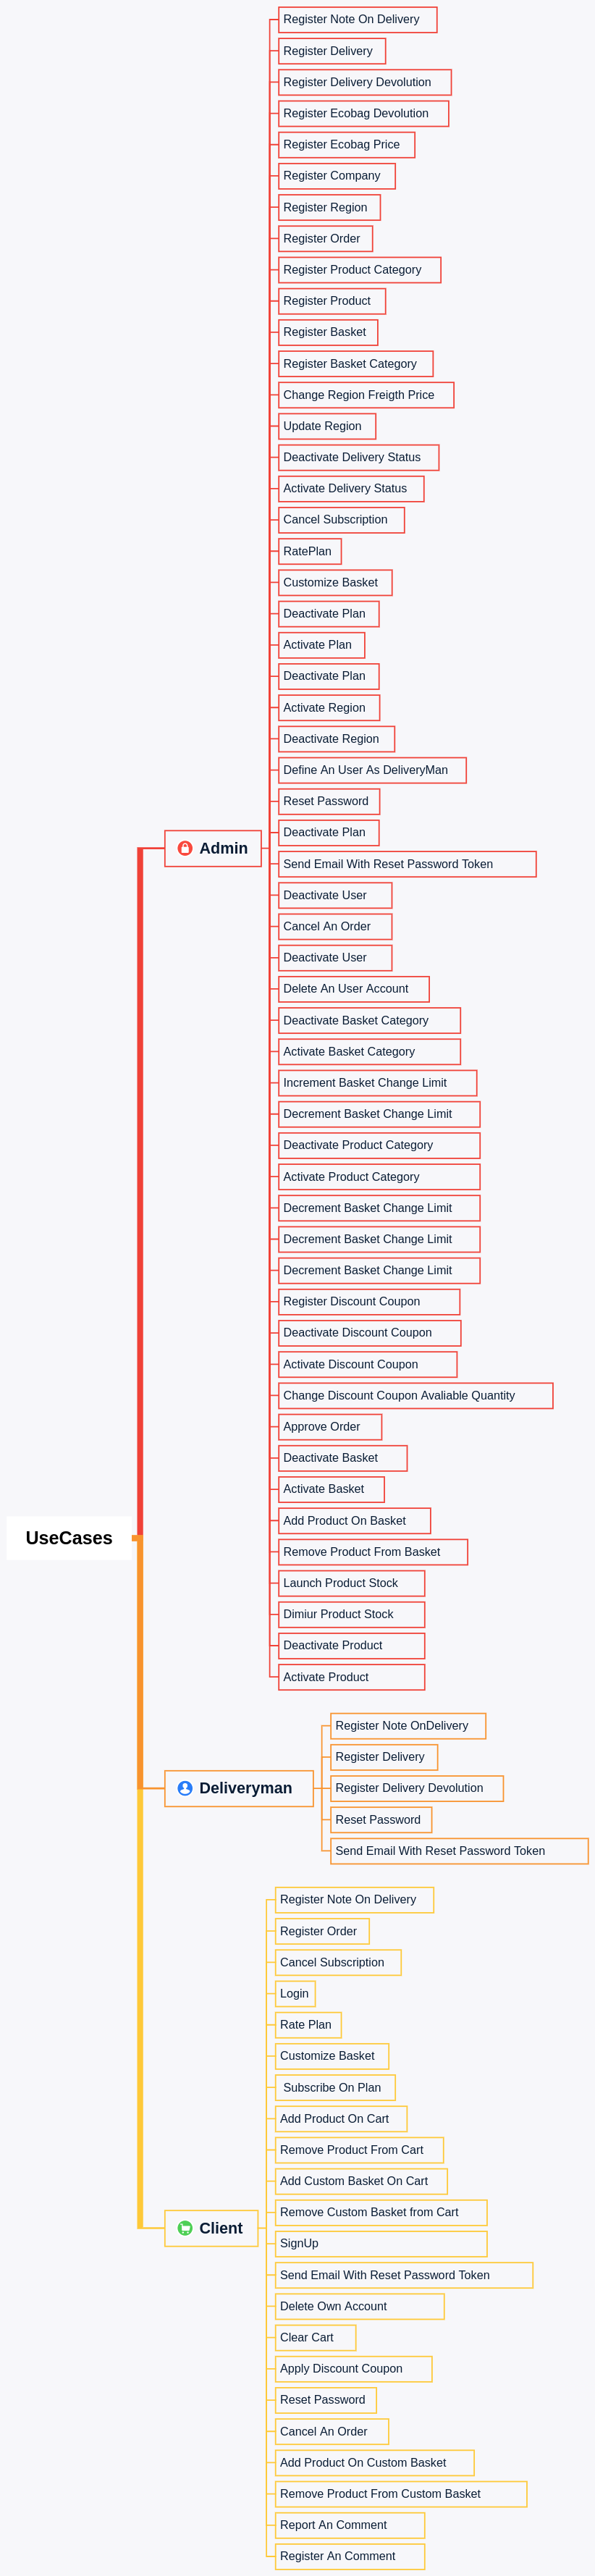 UseCases
Admin
Register Note On Delivery
Register Delivery
Register Delivery Devolution
Register Ecobag Devolution
Register Ecobag Price
Register Company
Register Region
Register Order
Register Product Category
Register Product
Register Basket
Register Basket Category
Change Region Freigth Price
Update Region
Deactivate Delivery Status
Activate Delivery Status
Cancel Subscription
RatePlan
Customize Basket
Deactivate Plan
Activate Plan
Deactivate Plan
Activate Region
Deactivate Region
Define An User As DeliveryMan
Reset Password
Deactivate Plan
Send Email With Reset Password Token
Deactivate User
Cancel An Order
Deactivate User
Delete An User Account
Deactivate Basket Category
Activate Basket Category
Increment Basket Change Limit
Decrement Basket Change Limit
Deactivate Product Category
Activate Product Category
Decrement Basket Change Limit
Decrement Basket Change Limit
Decrement Basket Change Limit
Register Discount Coupon
Deactivate Discount Coupon
Activate Discount Coupon
Change Discount Coupon Avaliable Quantity
Approve Order
Deactivate Basket
Activate Basket
Add Product On Basket
Remove Product From Basket
Launch Product Stock
Dimiur Product Stock
Deactivate Product
Activate Product
Deliveryman
Register Note OnDelivery
Register Delivery
Register Delivery Devolution
Reset Password
Send Email With Reset Password Token
Client
Register Note On Delivery
Register Order
Cancel Subscription
Login
Rate Plan
Customize Basket
Subscribe On Plan
Add Product On Cart
Remove Product From Cart
Add Custom Basket On Cart
Remove Custom Basket from Cart
SignUp
Send Email With Reset Password Token
Delete Own Account
Clear Cart
Apply Discount Coupon
Reset Password
Cancel An Order
Add Product On Custom Basket
Remove Product From Custom Basket
Report An Comment
Register An Comment